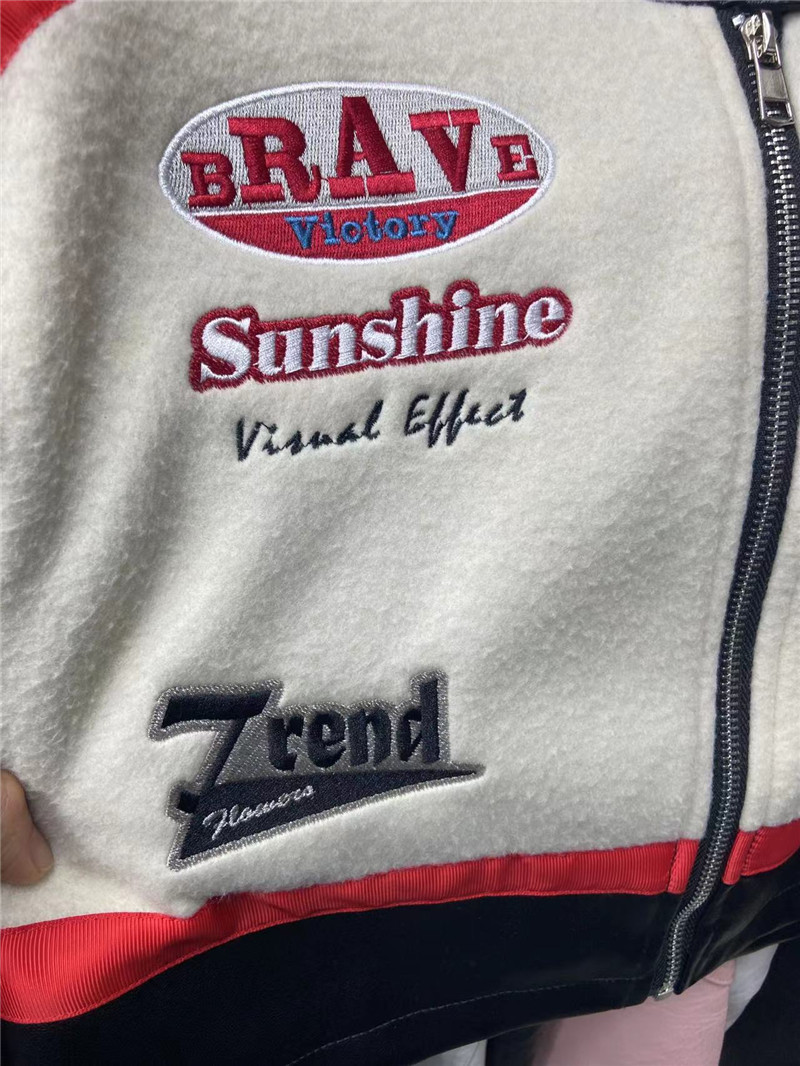 BRAVE
Victory
Sunshine
Visual Effect
Trend
Flowers